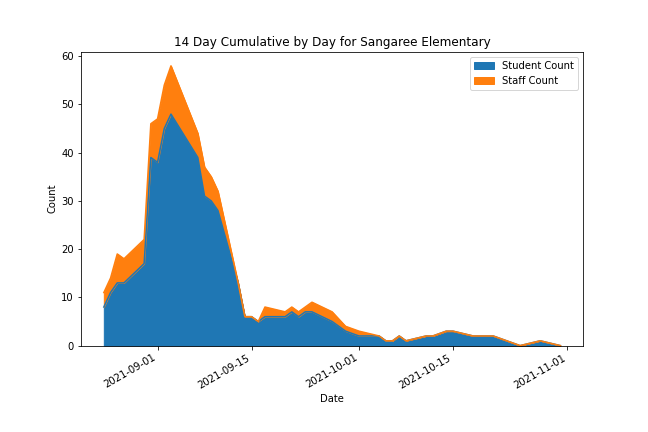 14 Day Cumulative by Day for Sangaree Elementary
60
50
40
30
20
10
0
Count
Student Count
Staff Count
2021-09-01
2021-09-15
2021-10-01
2021-10-15
2021-11-01
Date